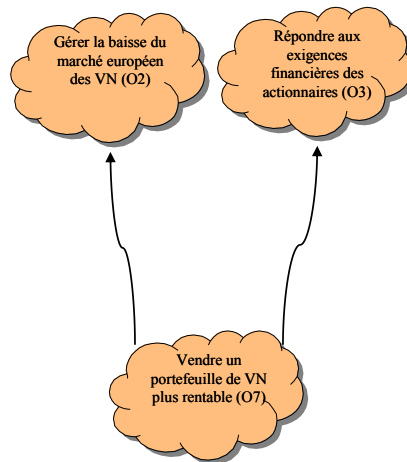 Gérer la baisse du
marché européen
des VN (O2)
Répondre aux
exigences
financières des
actionnaires (O3)
Vendre un
portefeuille de VN
plus rentable (O7)